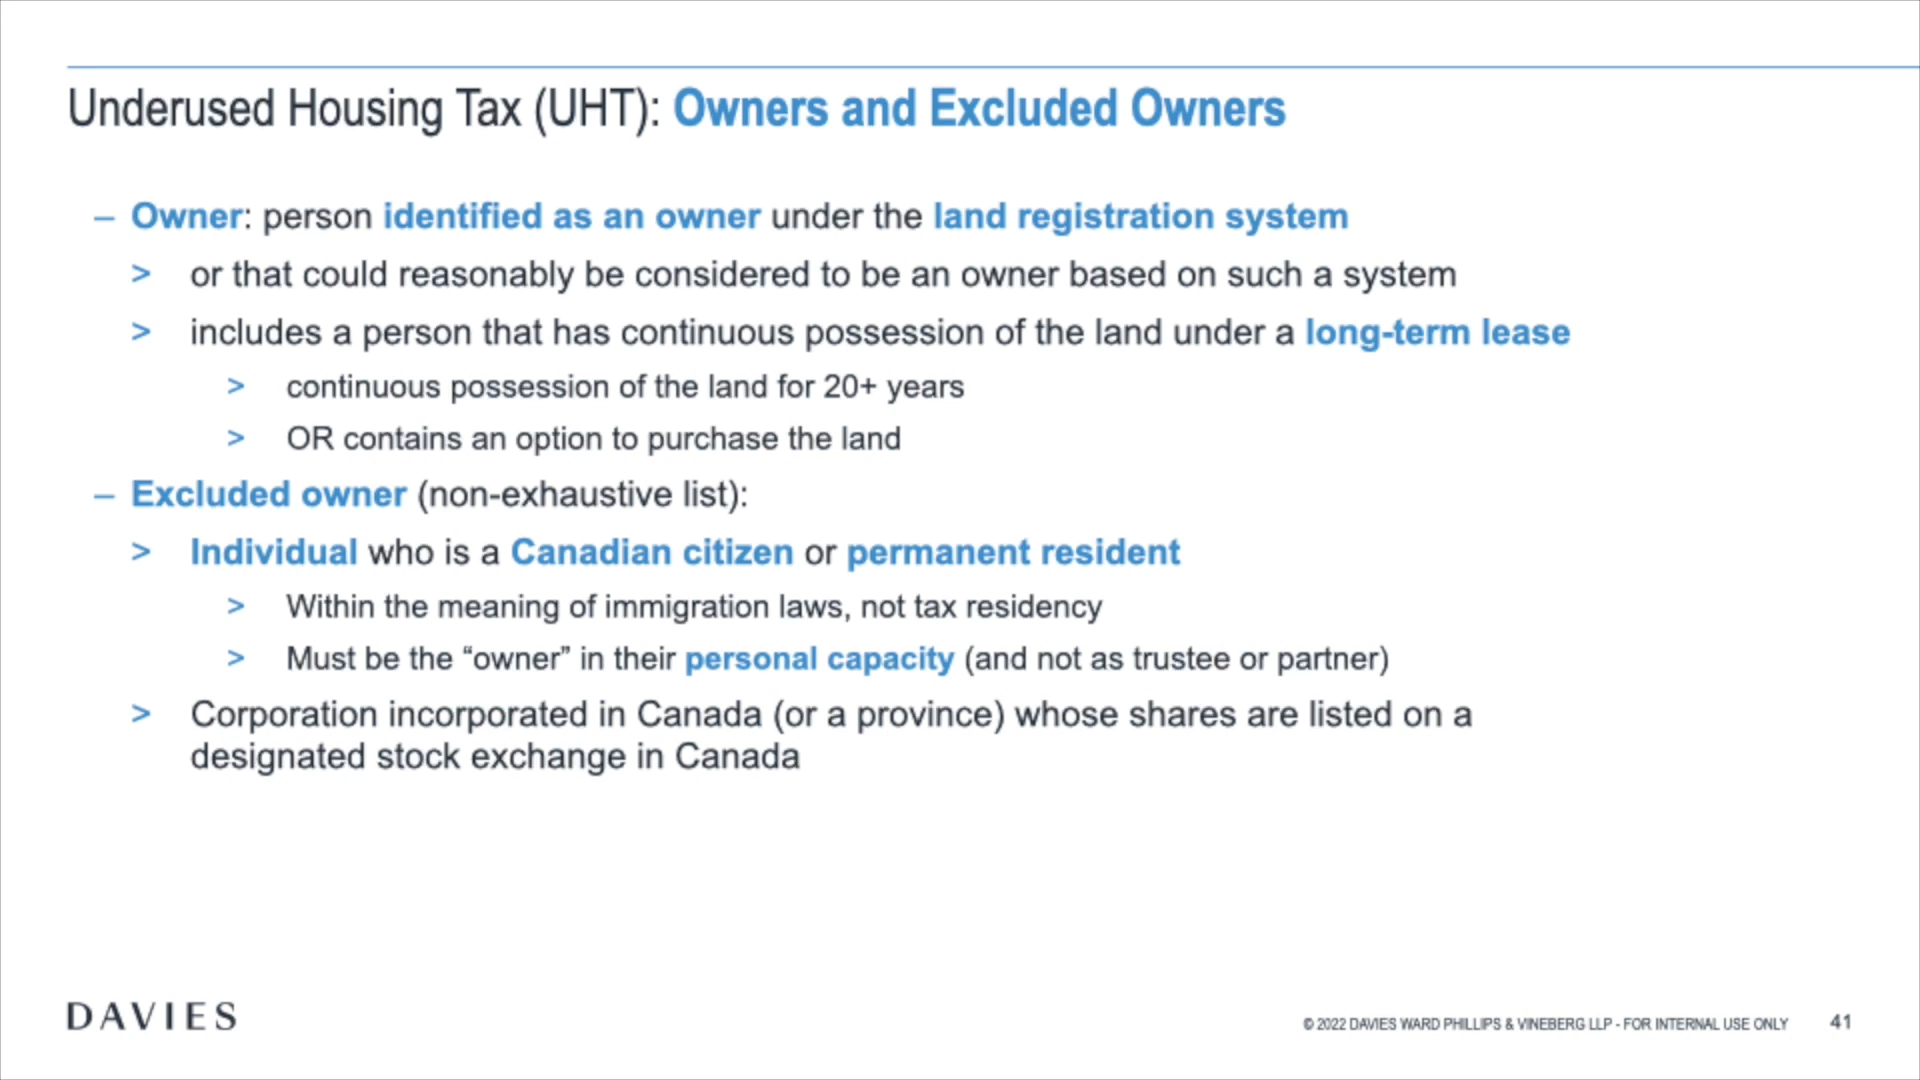 Underused Housing Tax (UHT): Owners and Excluded Owners
– Owner: person identified as an owner under the land registration system
> or that could reasonably be considered to be an owner based on such a system
> includes a person that has continuous possession of the land under a long-term lease
> continuous possession of the land for 20+ years
> OR contains an option to purchase the land
– Excluded owner (non-exhaustive list):
> Individual who is a Canadian citizen or permanent resident
> Within the meaning of immigration laws, not tax residency
> Must be the “owner” in their personal capacity (and not as trustee or partner)
> Corporation incorporated in Canada (or a province) whose shares are listed on a
designated stock exchange in Canada
DAVIES
© 2022 DAVIES WARD PHILLIPS & VINEBERG LLP - FOR INTERNAL USE ONLY 41